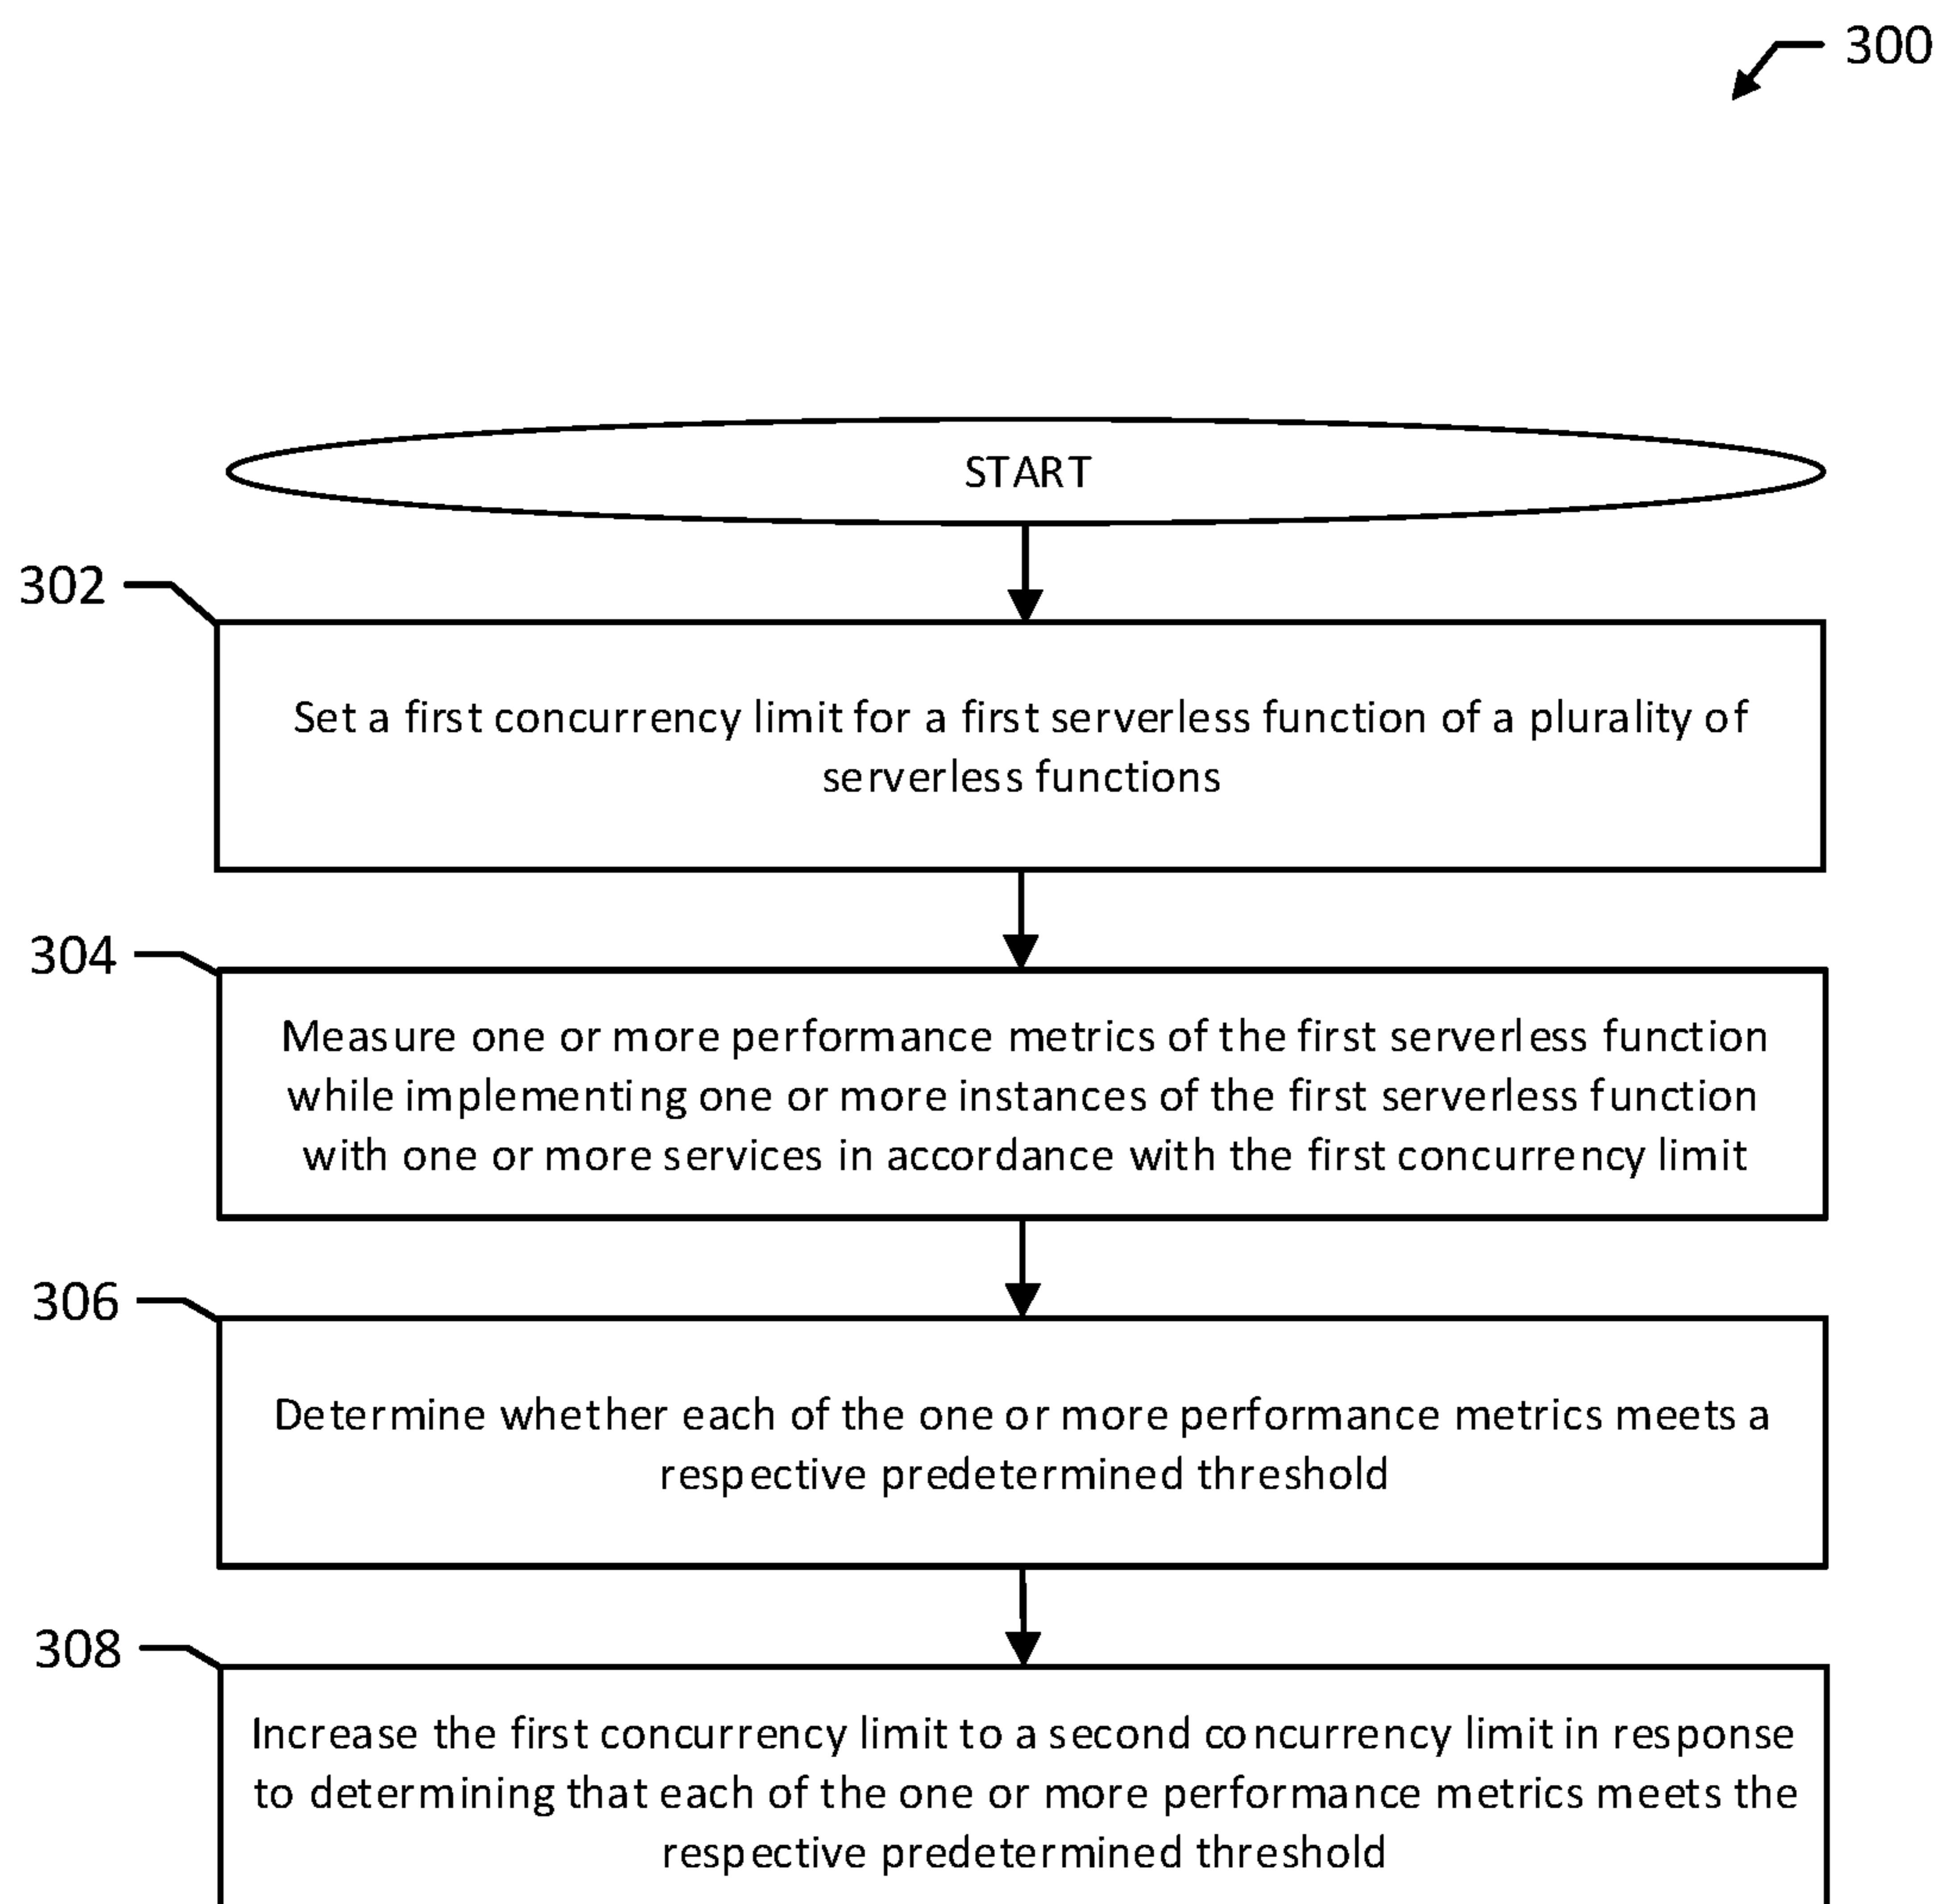 300
START
302
Set a first concurrency limit for a first serverless function of a plurality of
serverless functions
304
Measure one or more performance metrics of the first serverless function
while implementing one or more instances of the first serverless function
with one or more services in accordance with the first concurrency limit
306
Determine whether each of the one or more performance metrics meets a
respective predetermined threshold
308
Increase the first concurrency limit to a second concurrency limit in response
to determining that each of the one or more performance metrics meets the
respective predetermined threshold